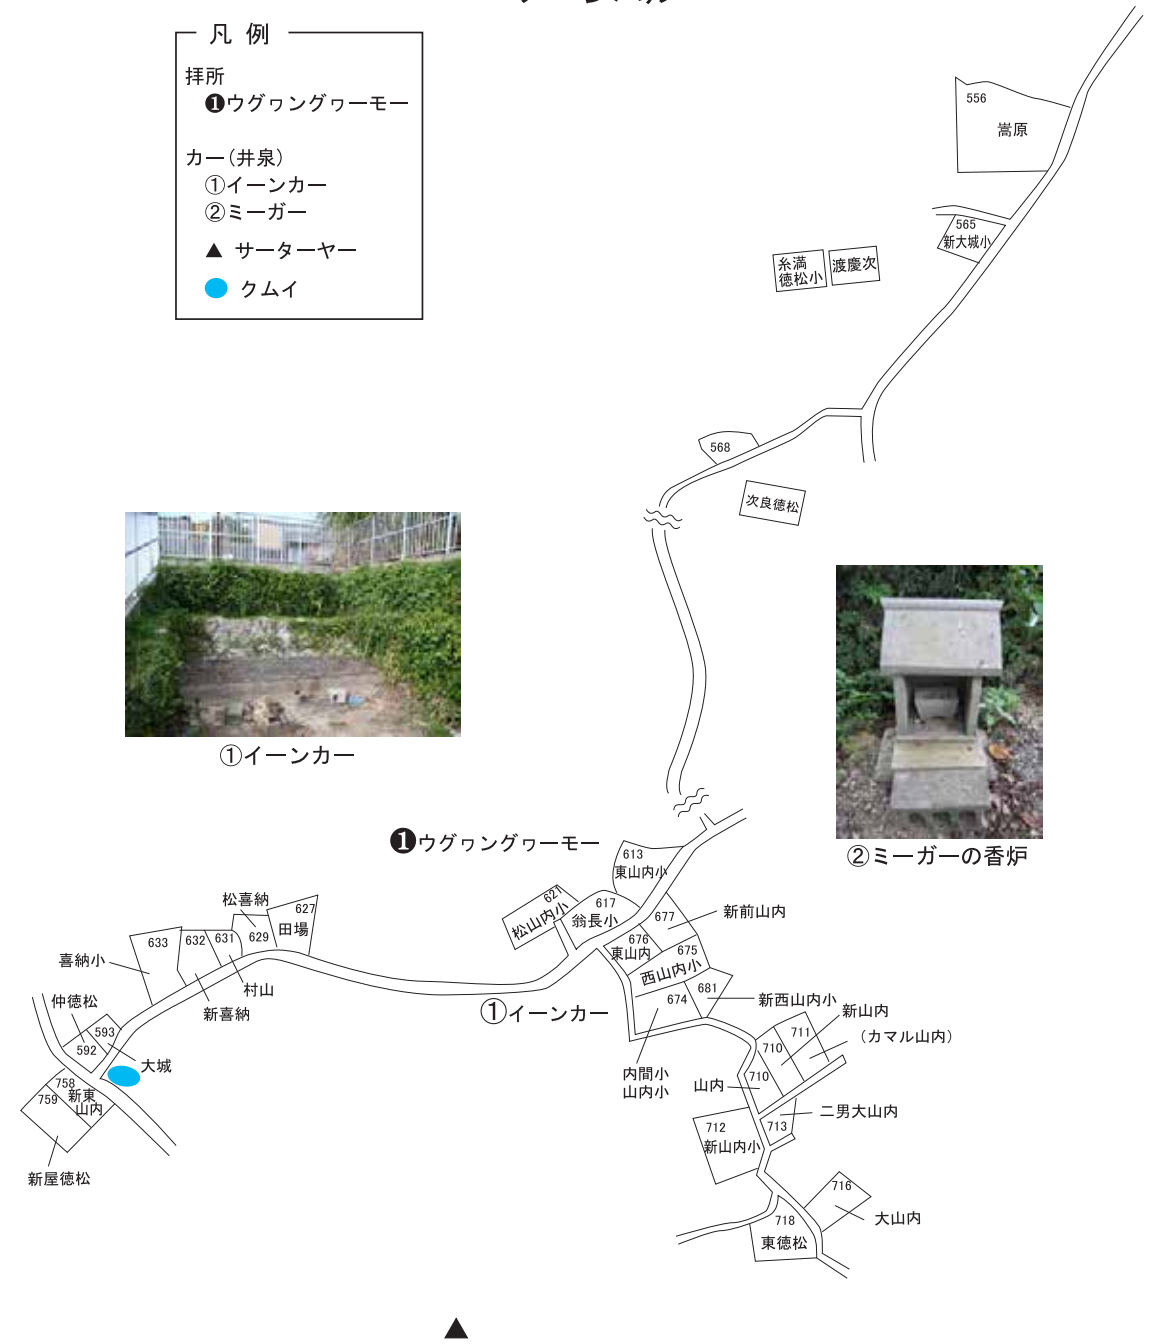 凡例
拝所
❶ウグヮングヮーモー
カー(井泉)
①イーンカー
②ミーガー
▲ サーターヤー
クムイ
556
嵩原
565
新大城小
糸満
徳松小
渡慶次
568
次良徳松
①イーンカー
②ミーガーの香炉
❶ウグヮングヮーモー
613
東山内小
621
松山内小
617
翁長小
677
新前山内
676
東山内
675
西山内小
674
内間小
山内小
681
新西山内小
新山内
711
(カマル山内)
710
710
山内
713
二男大山内
712
新山内小
716
大山内
718
東徳松
①イーンカー
627
田場
松喜納
629
631
村山
632
新喜納
633
喜納小
仲徳松
593
592
大城
758
新東
山内
759
新屋徳松